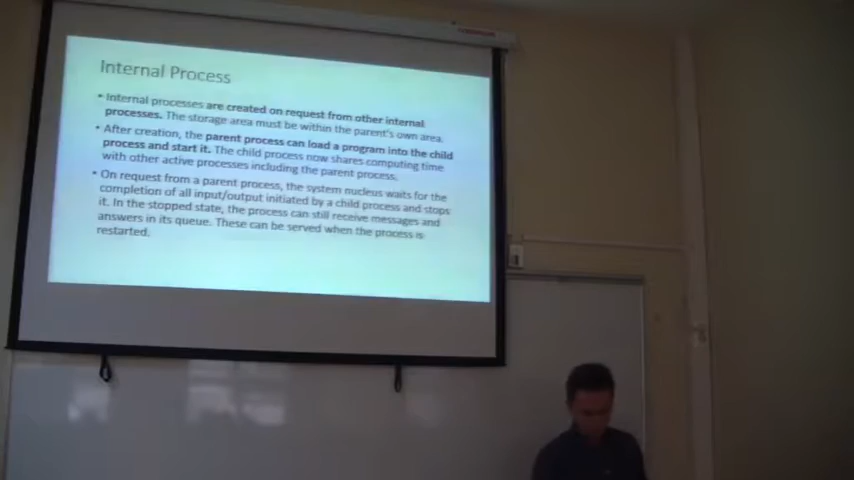 Internal Process
• Internal processes are created on request from other internal
processes. The storage area must be within the parent's own area.
• After creation, the parent process can load a program into the child
process and start it. The child process now shares computing time
with other active processes including the parent process.
• On request from a parent process, the system nucleus waits for the
completion of all input/output initiated by a child process and stops
it. In the stopped state, the process can still receive messages and
answers in its queue. These can be served when the process is
restarted.